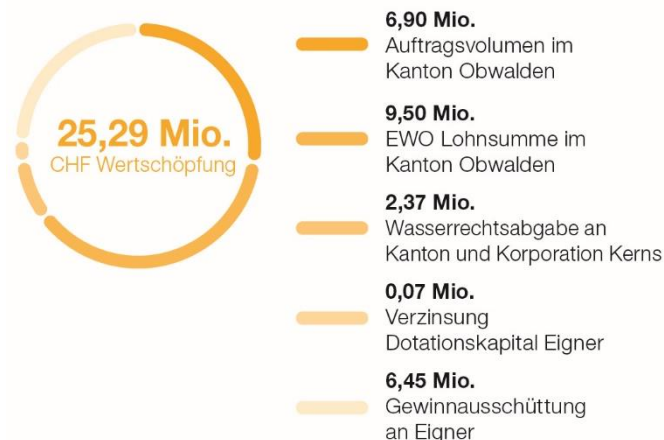 25,29 Mio.
CHF Wertschöpfung
6,90 Mio.
Auftragsvolumen im
Kanton Obwalden
9,50 Mio.
EWO Lohnsumme im
Kanton Obwalden
2,37 Mio.
Wasserrechtsabgabe an
Kanton und Korporation Kerns
0,07 Mio.
Verzinsung
Dotationskapital Eigner
6,45 Mio.
Gewinnausschüttung
an Eigner